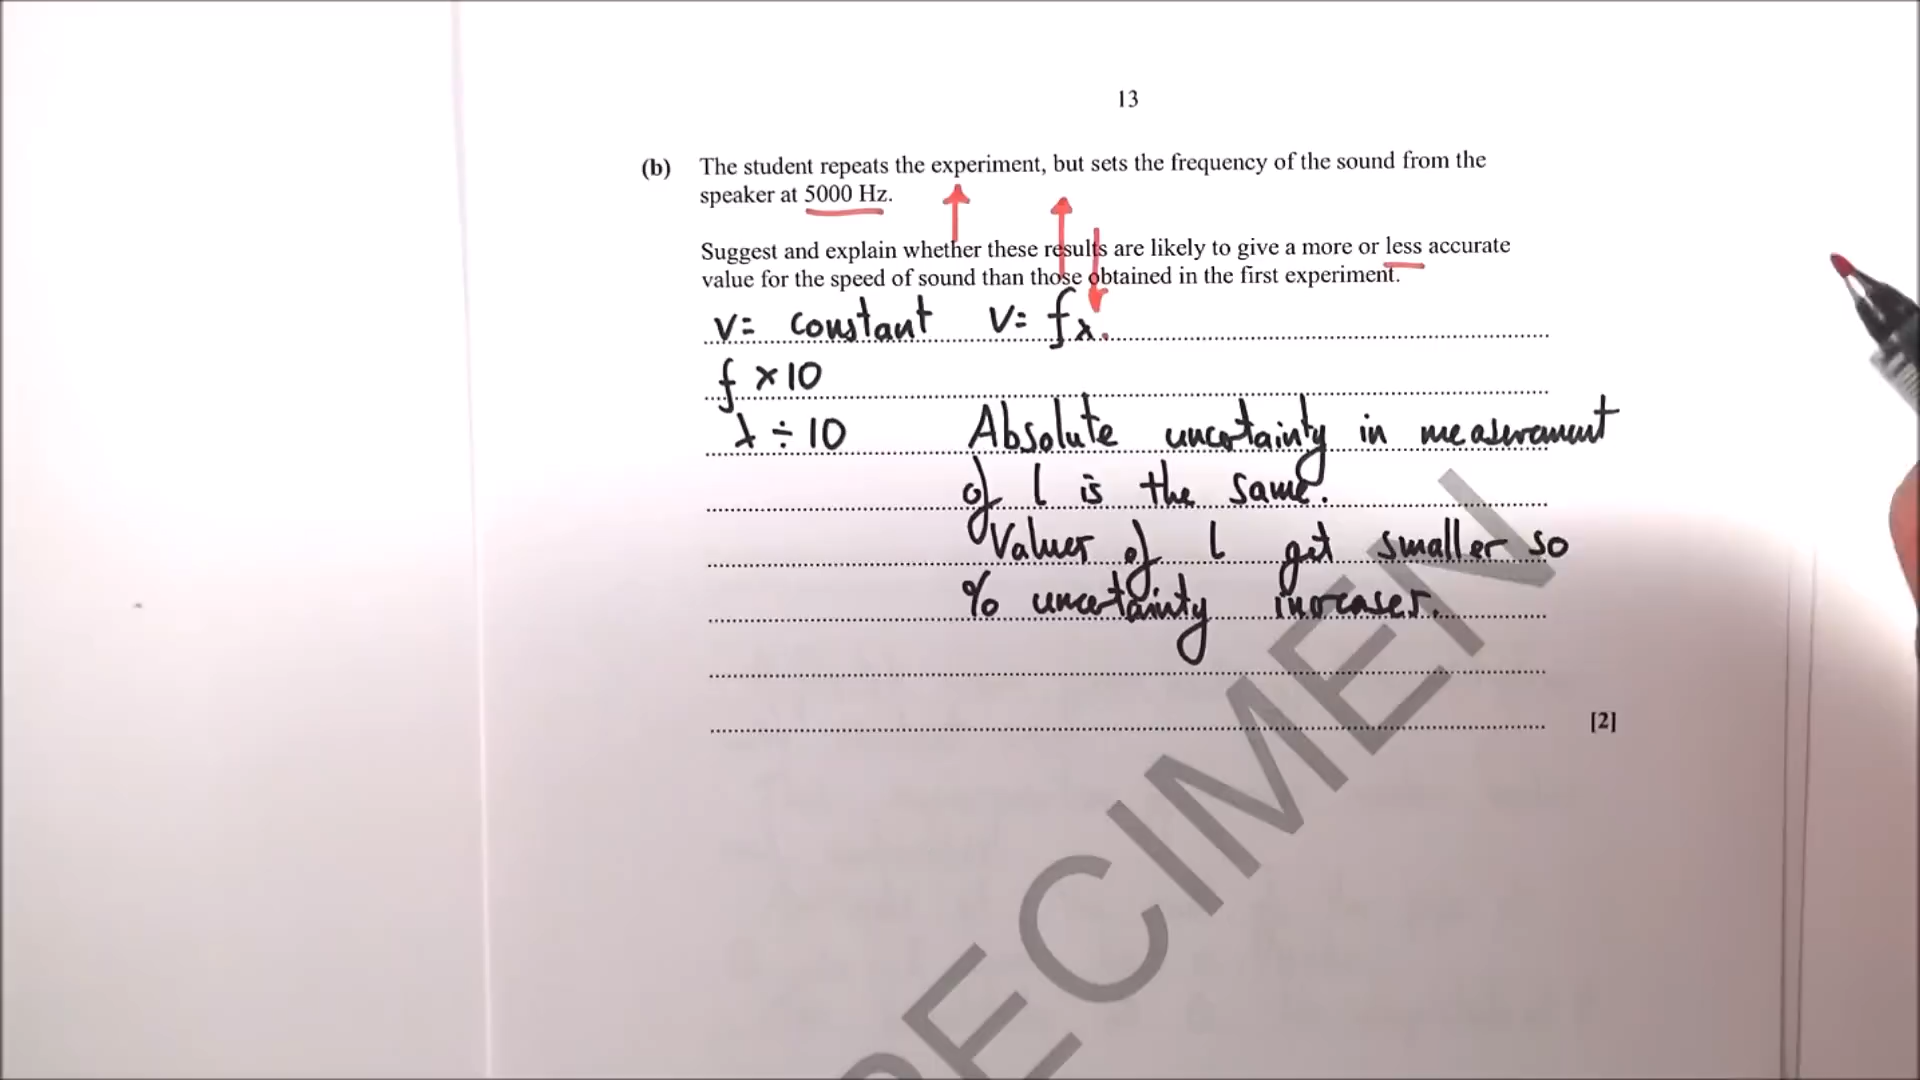 13
(b) The student repeats the experiment, but sets the frequency of the sound from the
speaker at 5000 Hz.
Suggest and explain whether these results are likely to give a more or less accurate
value for the speed of sound than those obtained in the first experiment.
v= constant v= fλ.
f ×10
λ ÷ 10 Absolute uncertainty in measurement
of l is the same.
Values of l get smaller so
% uncertainty increases.
[2]
SPECIMEN